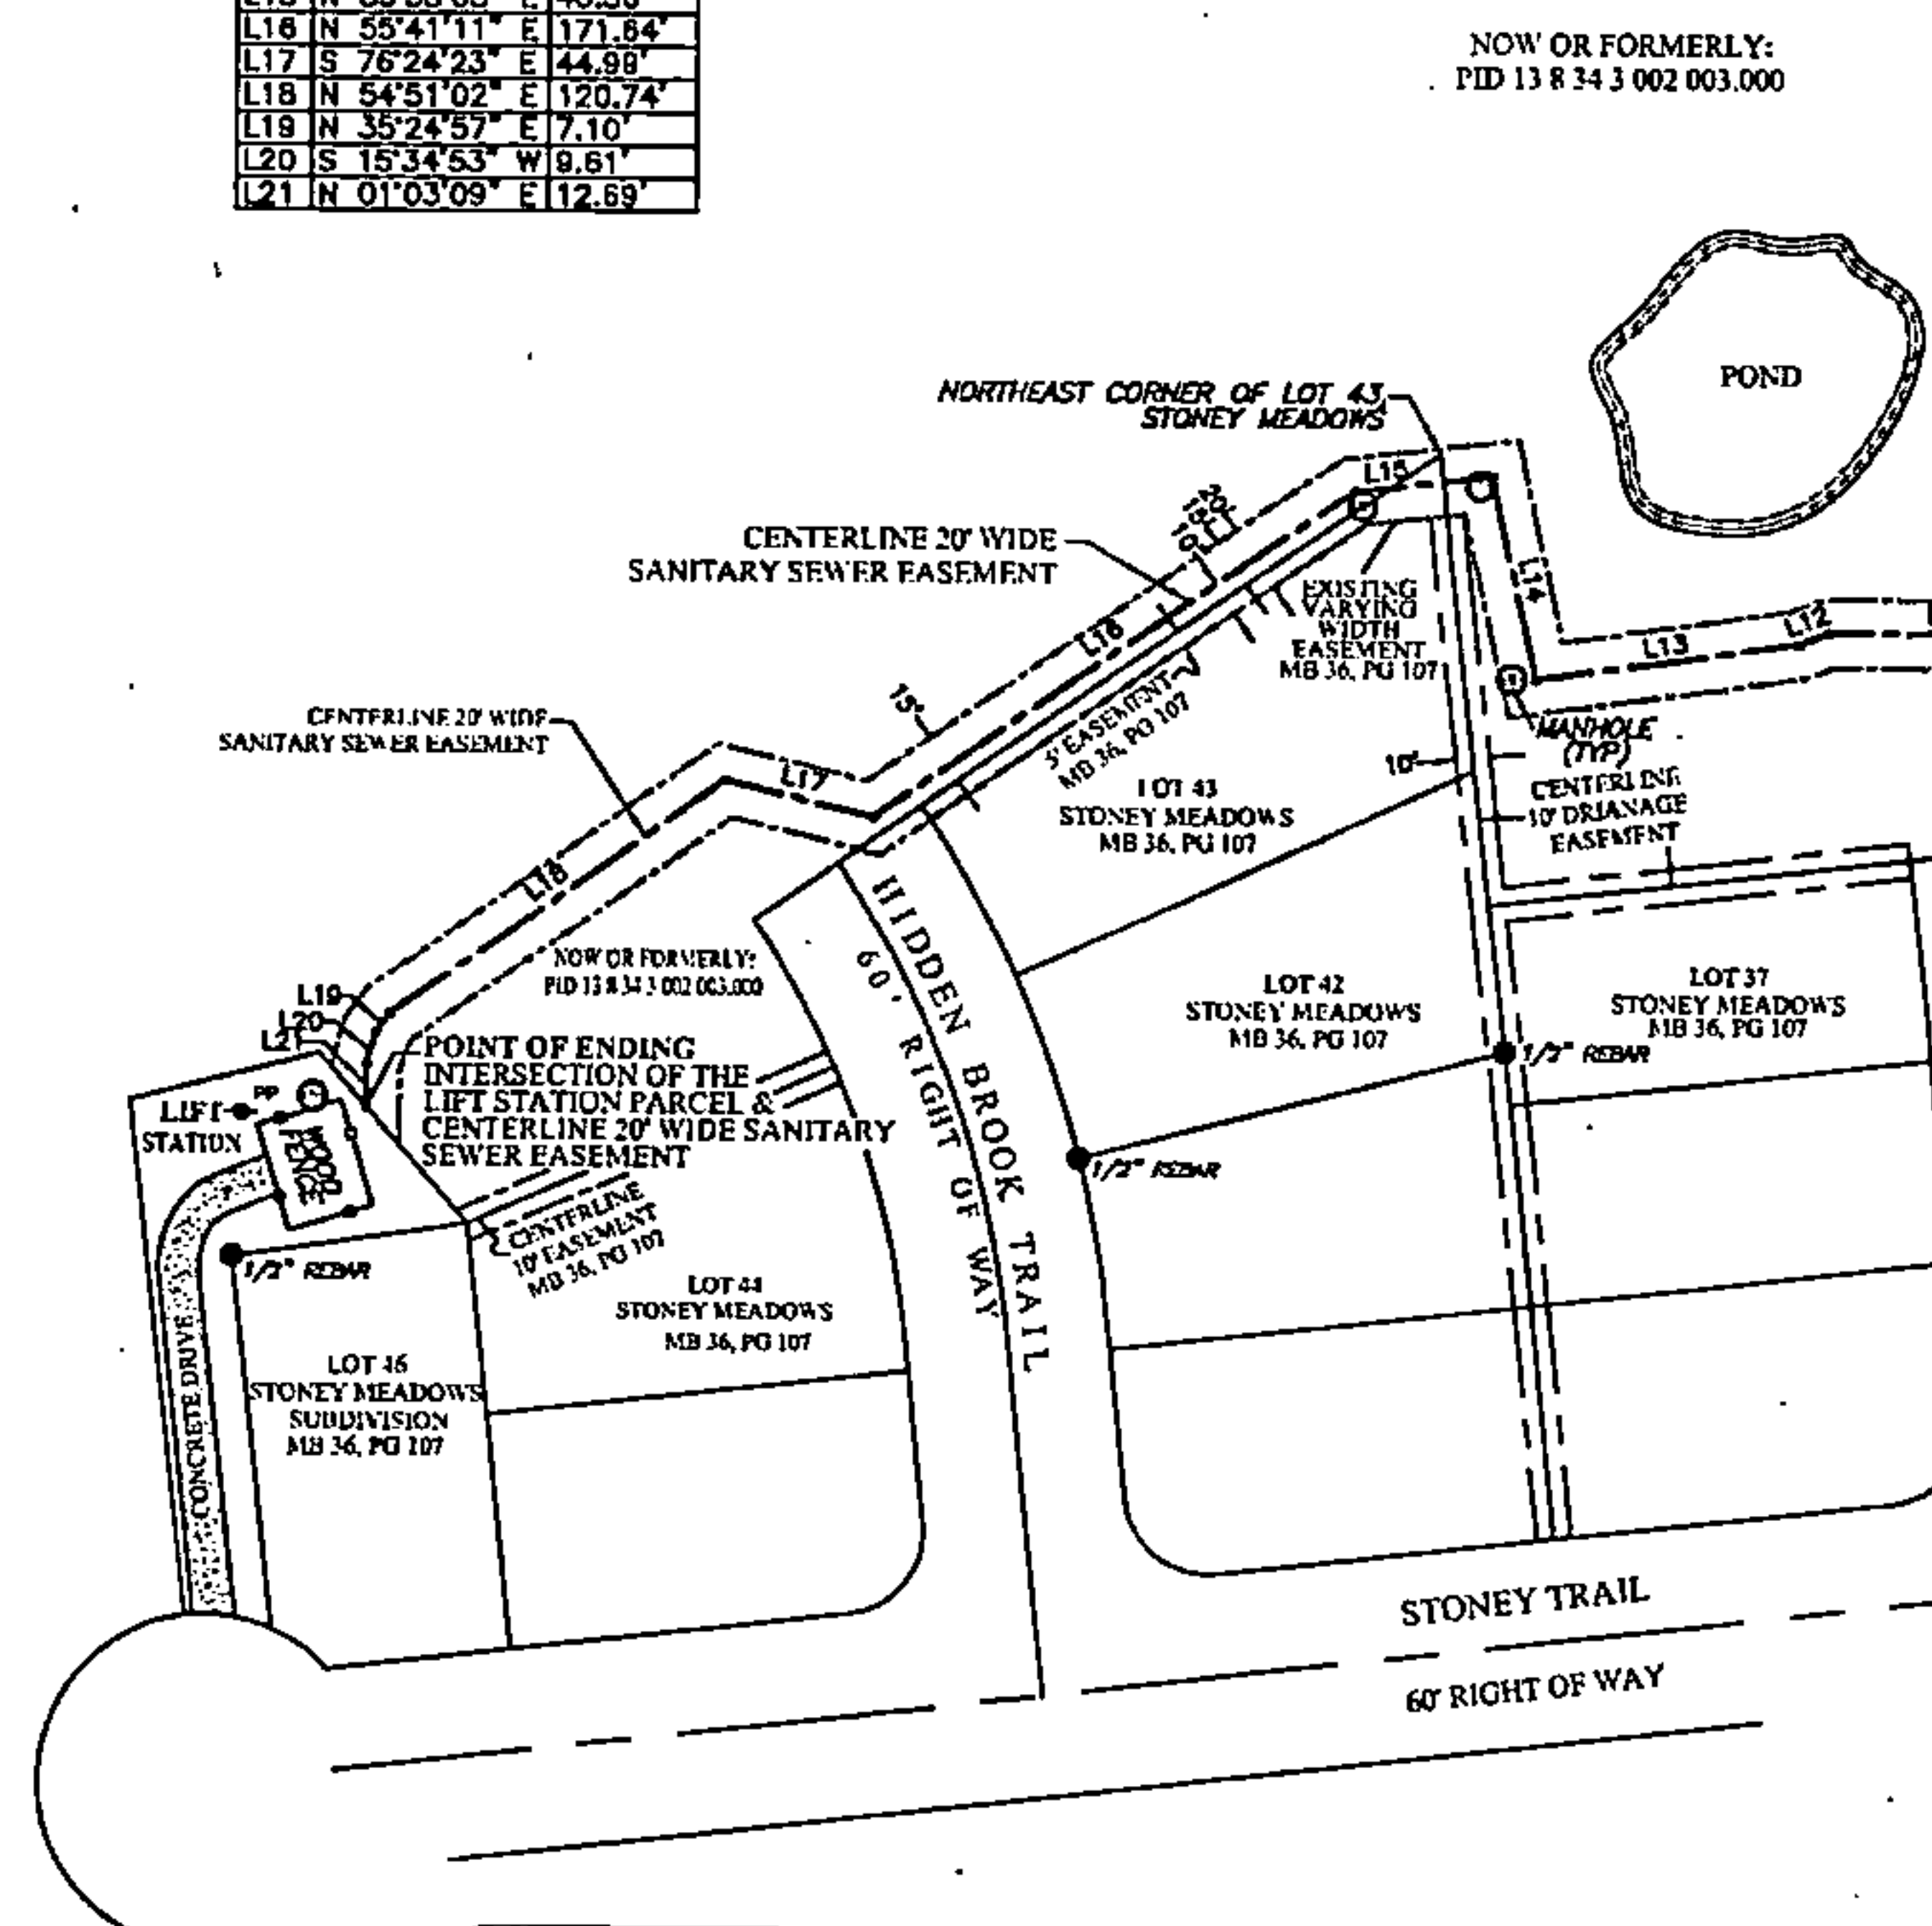 L16 N 55°41'11" E 171.64'
L17 S 76°24'23" E 44.98'
L18 N 54°51'02" E 120.74'
L19 N 35°24'57" E 7.10'
L20 S 15°34'53" W 9.61'
L21 N 01°03'09" E 12.69'
NOW OR FORMERLY:
PID 13 8 34 3 002 003.000
POND
NORTHEAST CORNER OF LOT 43,
STONEY MEADOWS
L15
CENTERLINE 20' WIDE
SANITARY SEWER EASEMENT
L14
EXISTING
VARYING
WIDTH
EASEMENT
MB 36, PG 107
L16
L13
L12
15'
5' EASEMENT
MB 36, PG 107
CENTERLINE 20' WIDE
SANITARY SEWER EASEMENT
MANHOLE
(TYP)
10'
CENTERLINE
10' DRIANAGE
EASEMENT
L17
LOT 43
STONEY MEADOWS
MB 36, PG 107
L18
HIDDEN BROOK TRAIL
60' RIGHT OF WAY
NOW OR FORMERLY:
PID 13 8 34 3 002 003.000
LOT 42
STONEY MEADOWS
MB 36, PG 107
LOT 37
STONEY MEADOWS
MB 36, PG 107
L19
L20
L21
POINT OF ENDING
INTERSECTION OF THE
LIFT STATION PARCEL &
CENTERLINE 20' WIDE SANITARY
SEWER EASEMENT
1/2" REBAR
PP
LIFT
STATION
WOOD
FENCE
1/2" REBAR
CENTERLINE
10' EASEMENT
MB 36, PG 107
1/2" REBAR
LOT 44
STONEY MEADOWS
MB 36, PG 107
CONCRETE DRIVE
LOT 46
STONEY MEADOWS
SUBDIVISION
MB 36, PG 107
STONEY TRAIL
60' RIGHT OF WAY